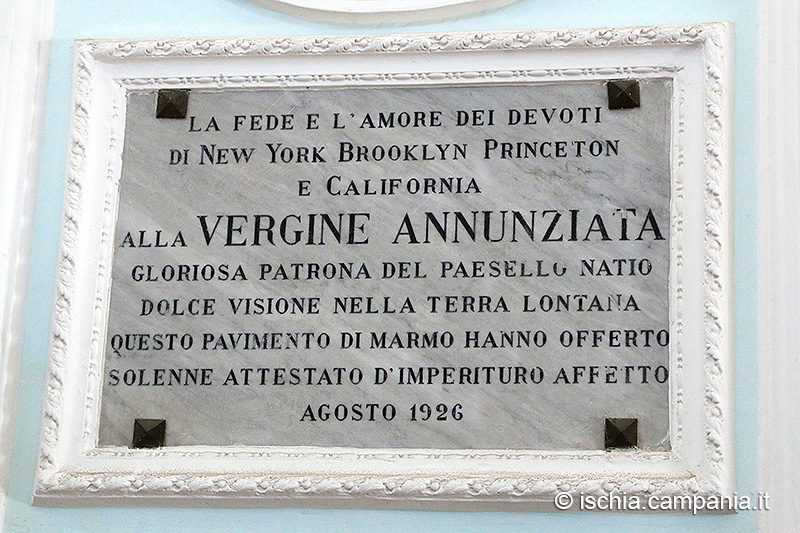 LA FEDE E L'AMORE DEI DEVOTI
DI NEW YORK BROOKLYN PRINCETON
E CALIFORNIA
ALLA VERGINE ANNUNZIATA
GLORIOSA PATRONA DEL PAESELLO NATIO
DOLCE VISIONE NELLA TERRA LONTANA
QUESTO PAVIMENTO DI MARMO HANNO OFFERTO
SOLENNE ATTESTATO D'IMPERITURO AFFETTO
AGOSTO 1926
© ischia.campania.it